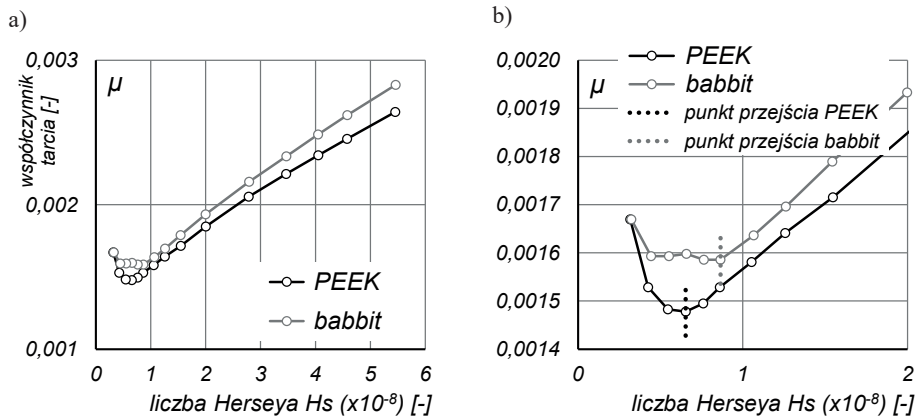 a)
0,003
współczynnik
tarcia [-]
μ
0,002
0,001
PEEK
babbit
0 1 2 3 4 5 6
liczba Herseya Hs (x10⁻⁸) [-]
b)
0,0020
0,0019
0,0018
0,0017
0,0016
0,0015
0,0014
μ
PEEK
babbit
punkt przejścia PEEK
punkt przejścia babbit
0 1 2
liczba Herseya Hs (x10⁻⁸) [-]